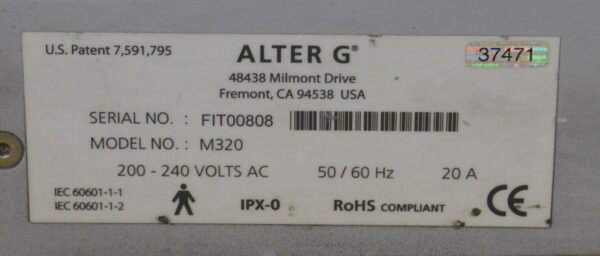 U.S. Patent 7,591,795
ALTER G®
37471
48438 Milmont Drive
Fremont, CA 94538 USA
SERIAL NO. : FIT00808
MODEL NO. : M320
200 - 240 VOLTS AC 50 / 60 Hz 20 A
IEC 60601-1-1
IEC 60601-1-2
IPX-0
RoHS COMPLIANT
CE